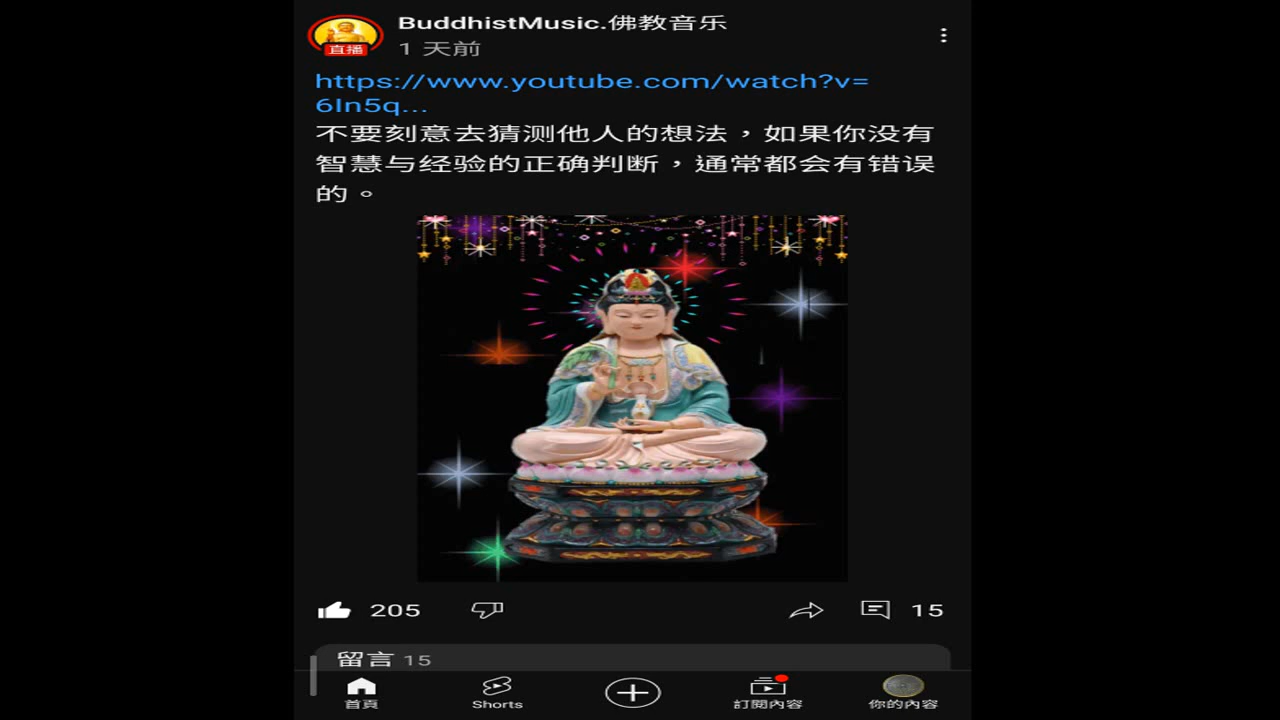 BuddhistMusic.佛教音乐
直播
1 天前
https://www.youtube.com/watch?v=
6In5q...
不要刻意去猜测他人的想法，如果你没有
智慧与经验的正确判断，通常都会有错误
的。
205
15
留言 15
首頁
Shorts
訂閱內容
你的內容